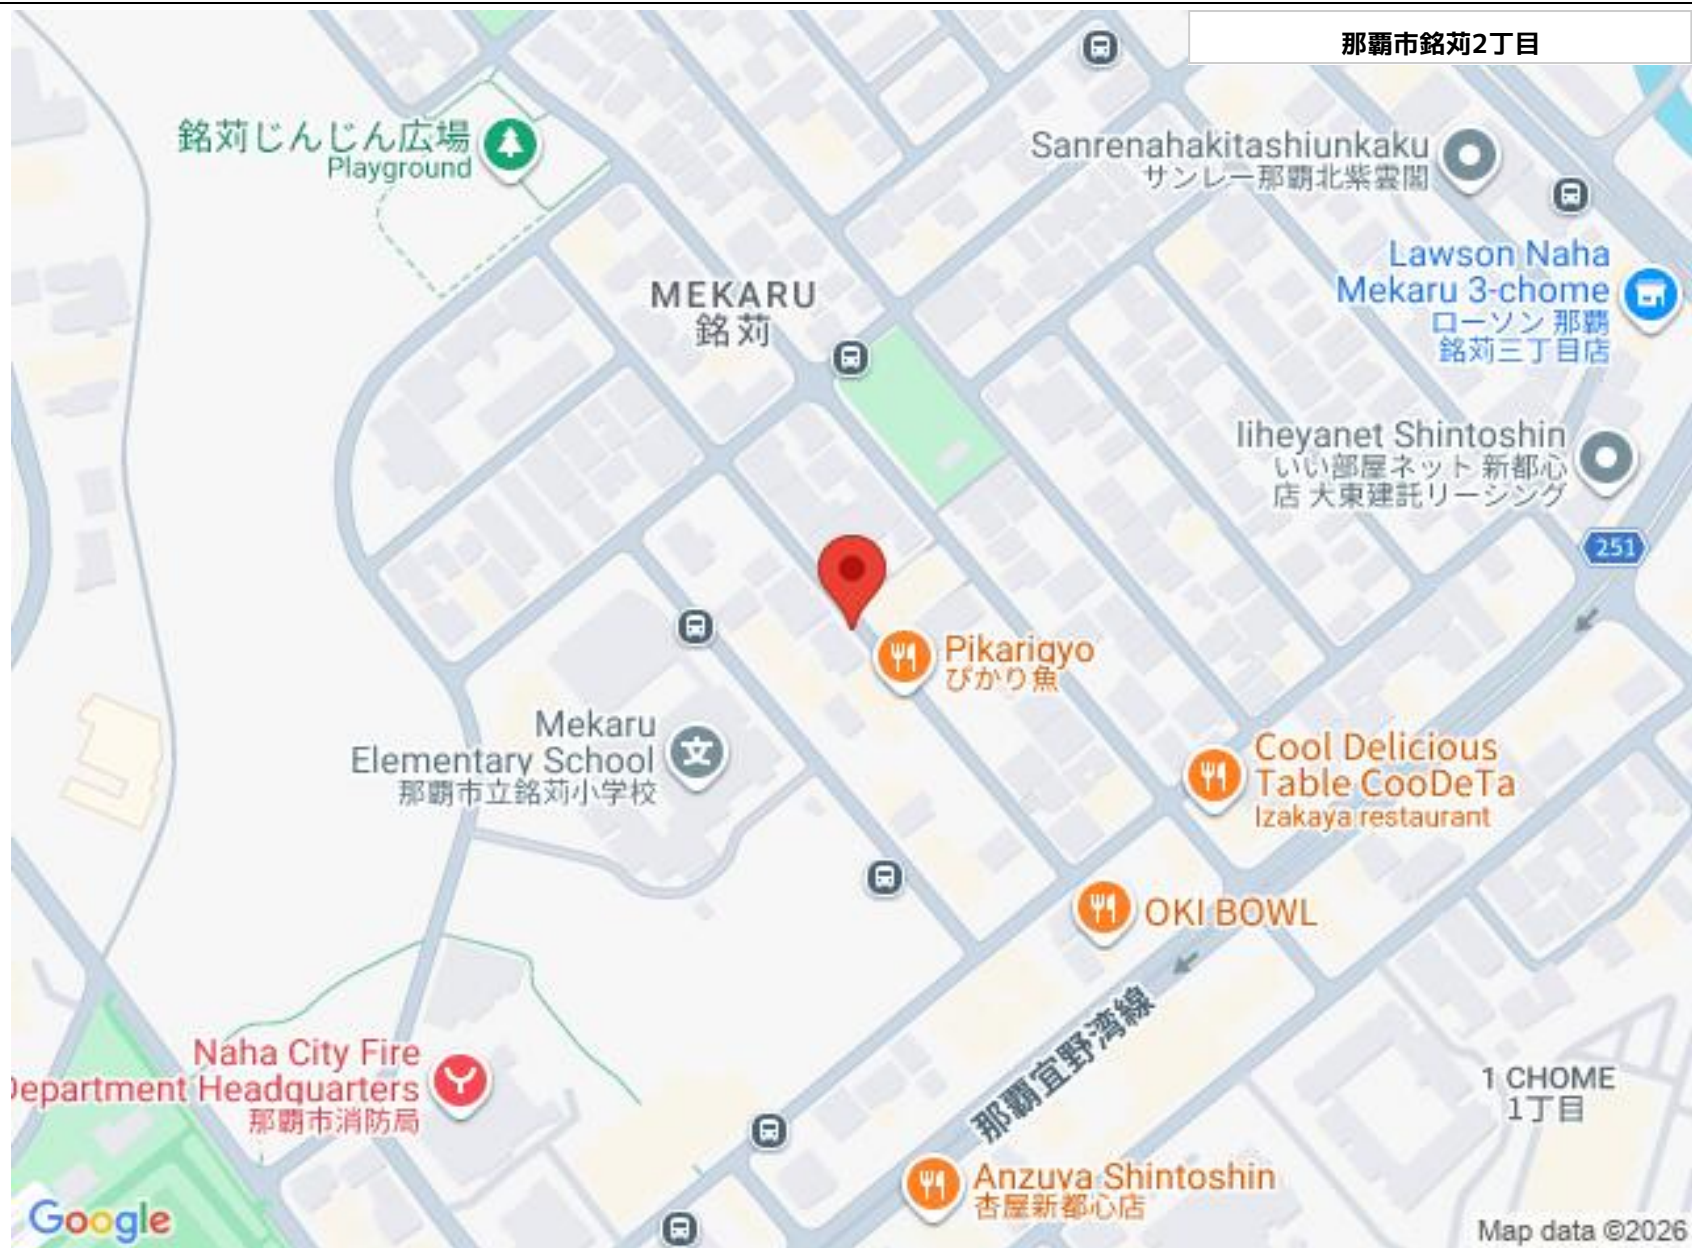 那覇市銘苅2丁目
銘苅じんじん広場
Playground
Sanrenahakitashiunkaku
サンレー那覇北紫雲閣
Lawson Naha
Mekaru 3-chome
ローソン 那覇
銘苅三丁目店
MEKARU
銘苅
Iiheyanet Shintoshin
いい部屋ネット 新都心
店 大東建託リーシング
251
Pikarigyo
ぴかり魚
Mekaru
Elementary School
那覇市立銘苅小学校
Cool Delicious
Table CooDeTa
Izakaya restaurant
OKI BOWL
那覇宜野湾線
Naha City Fire
Department Headquarters
那覇市消防局
1 CHOME
1丁目
Anzuya Shintoshin
杏屋新都心店
Google
Map data ©2026